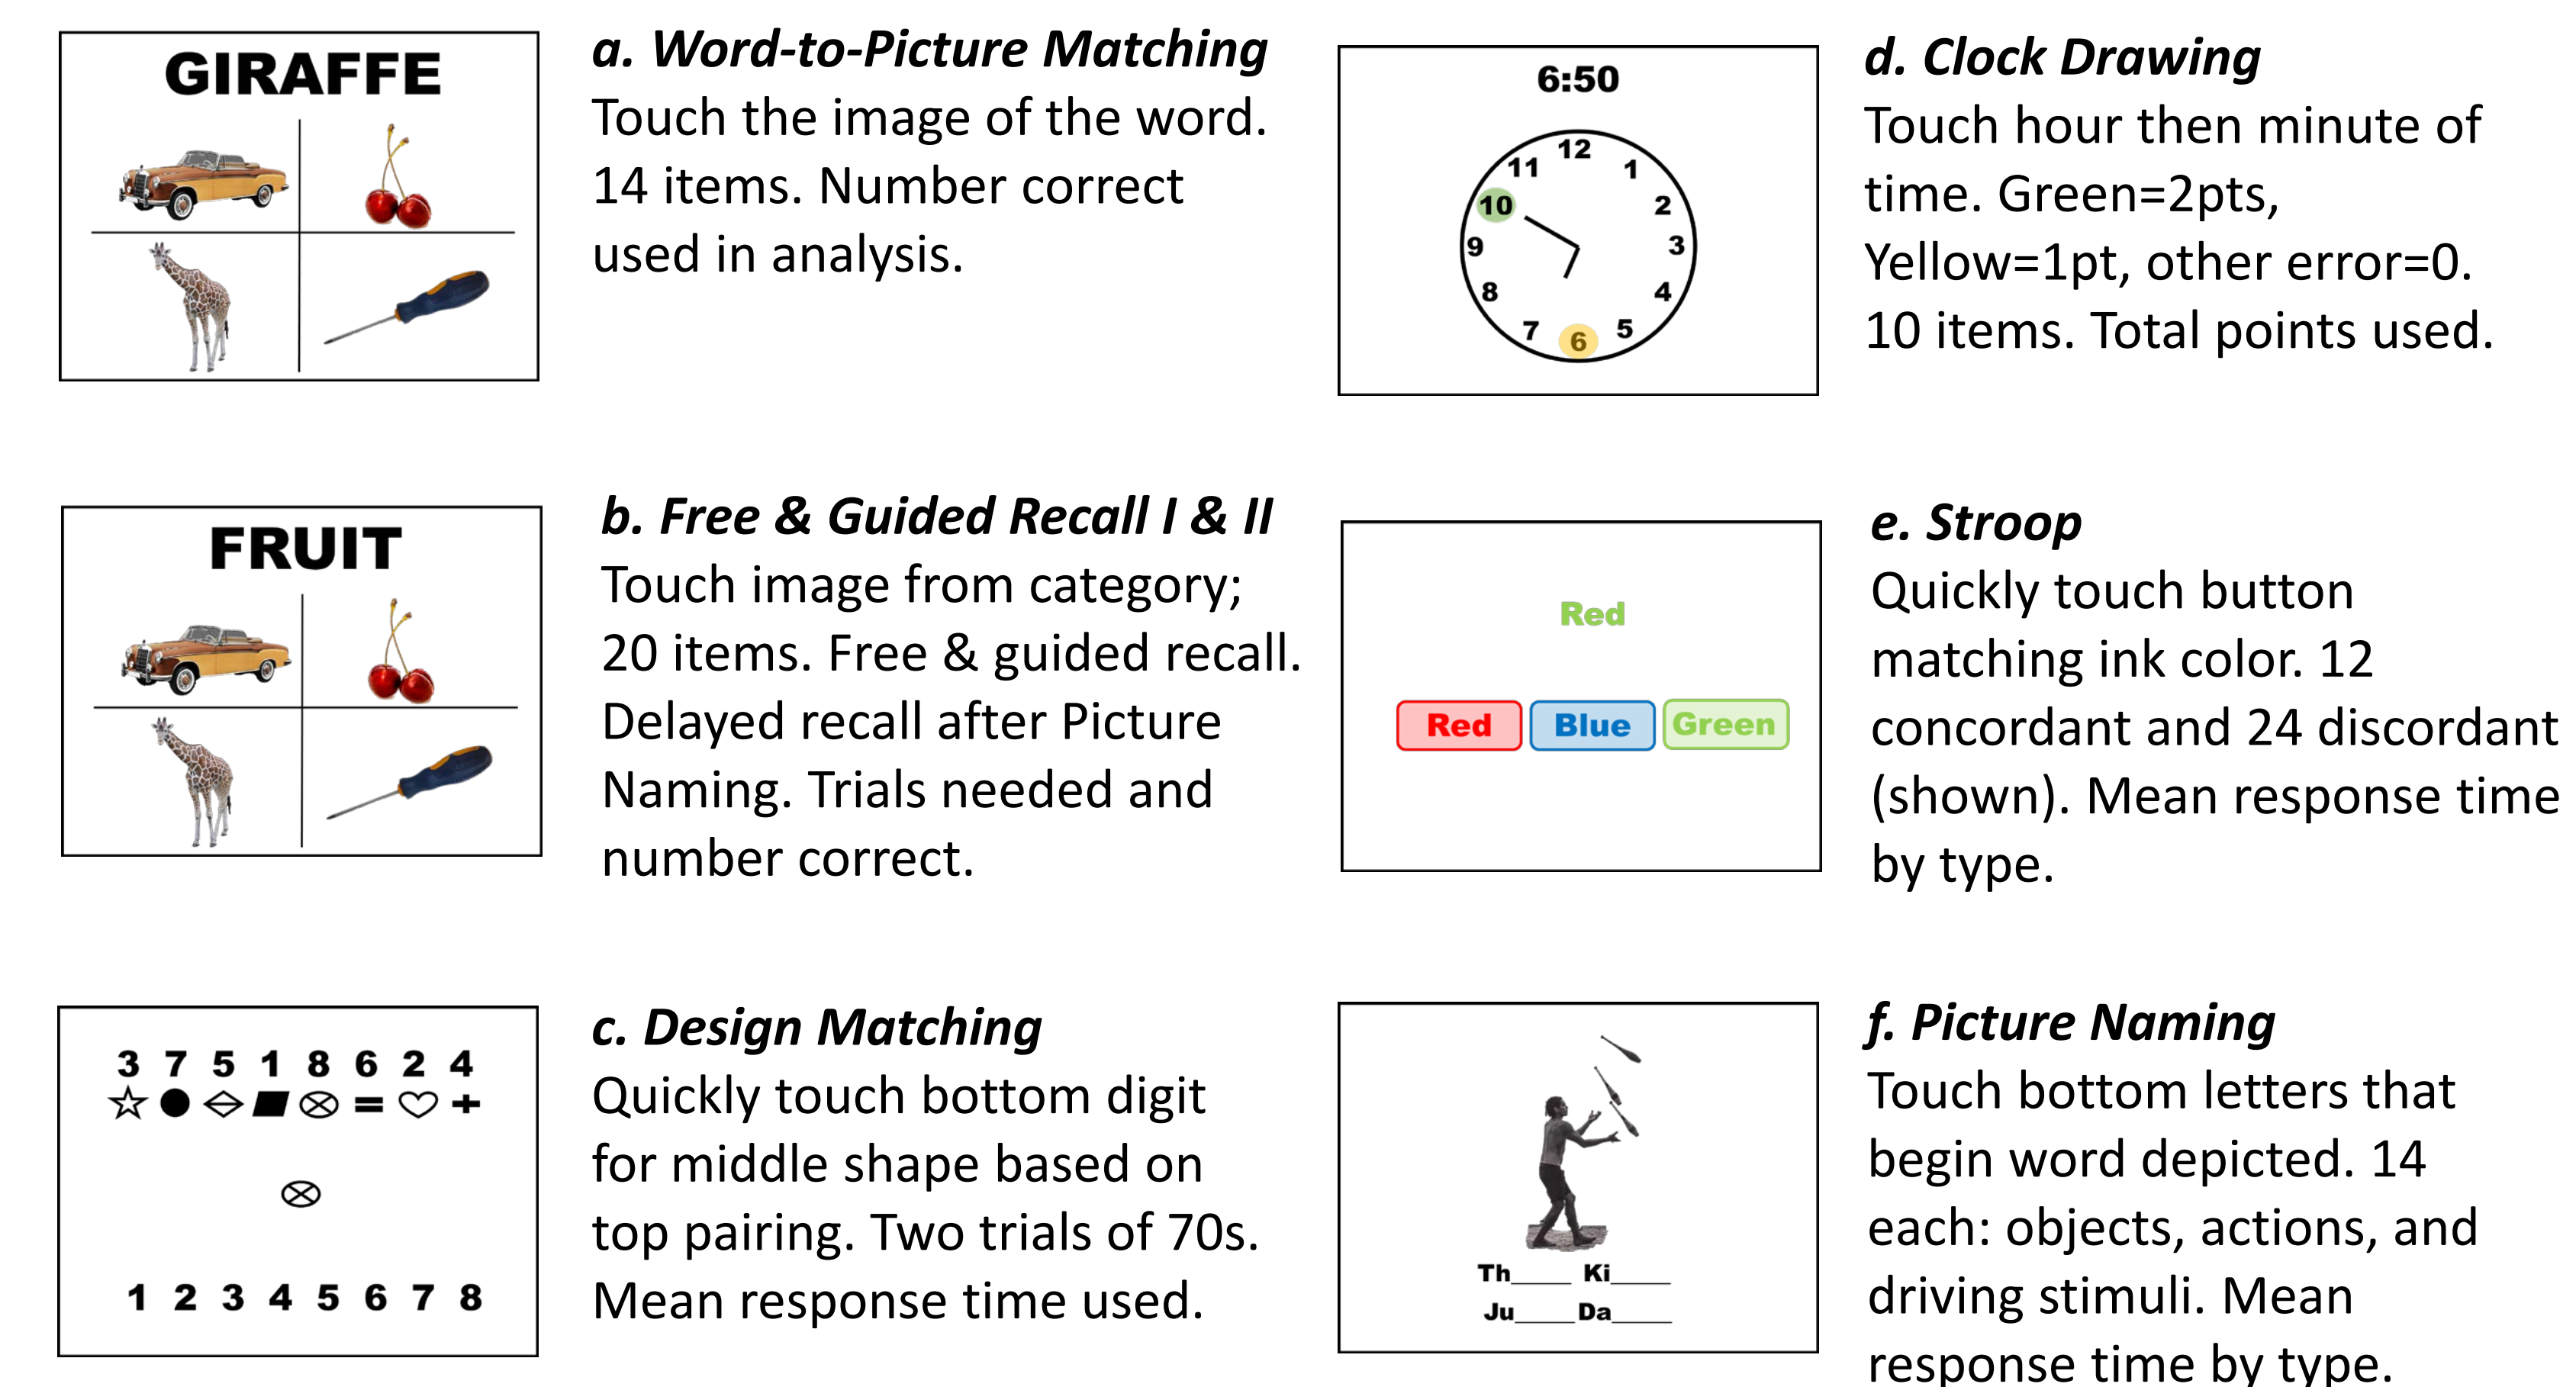 GIRAFFE
a. Word-to-Picture Matching
Touch the image of the word.
14 items. Number correct
used in analysis.
FRUIT
b. Free & Guided Recall I & II
Touch image from category;
20 items. Free & guided recall.
Delayed recall after Picture
Naming. Trials needed and
number correct.
3 7 5 1 8 6 2 4
1 2 3 4 5 6 7 8
c. Design Matching
Quickly touch bottom digit
for middle shape based on
top pairing. Two trials of 70s.
Mean response time used.
6:50
12
11 1
10 2
9 3
8 4
7 6 5
d. Clock Drawing
Touch hour then minute of
time. Green=2pts,
Yellow=1pt, other error=0.
10 items. Total points used.
Red
Red Blue Green
e. Stroop
Quickly touch button
matching ink color. 12
concordant and 24 discordant
(shown). Mean response time
by type.
Th_____ Ki_____
Ju_____ Da_____
f. Picture Naming
Touch bottom letters that
begin word depicted. 14
each: objects, actions, and
driving stimuli. Mean
response time by type.